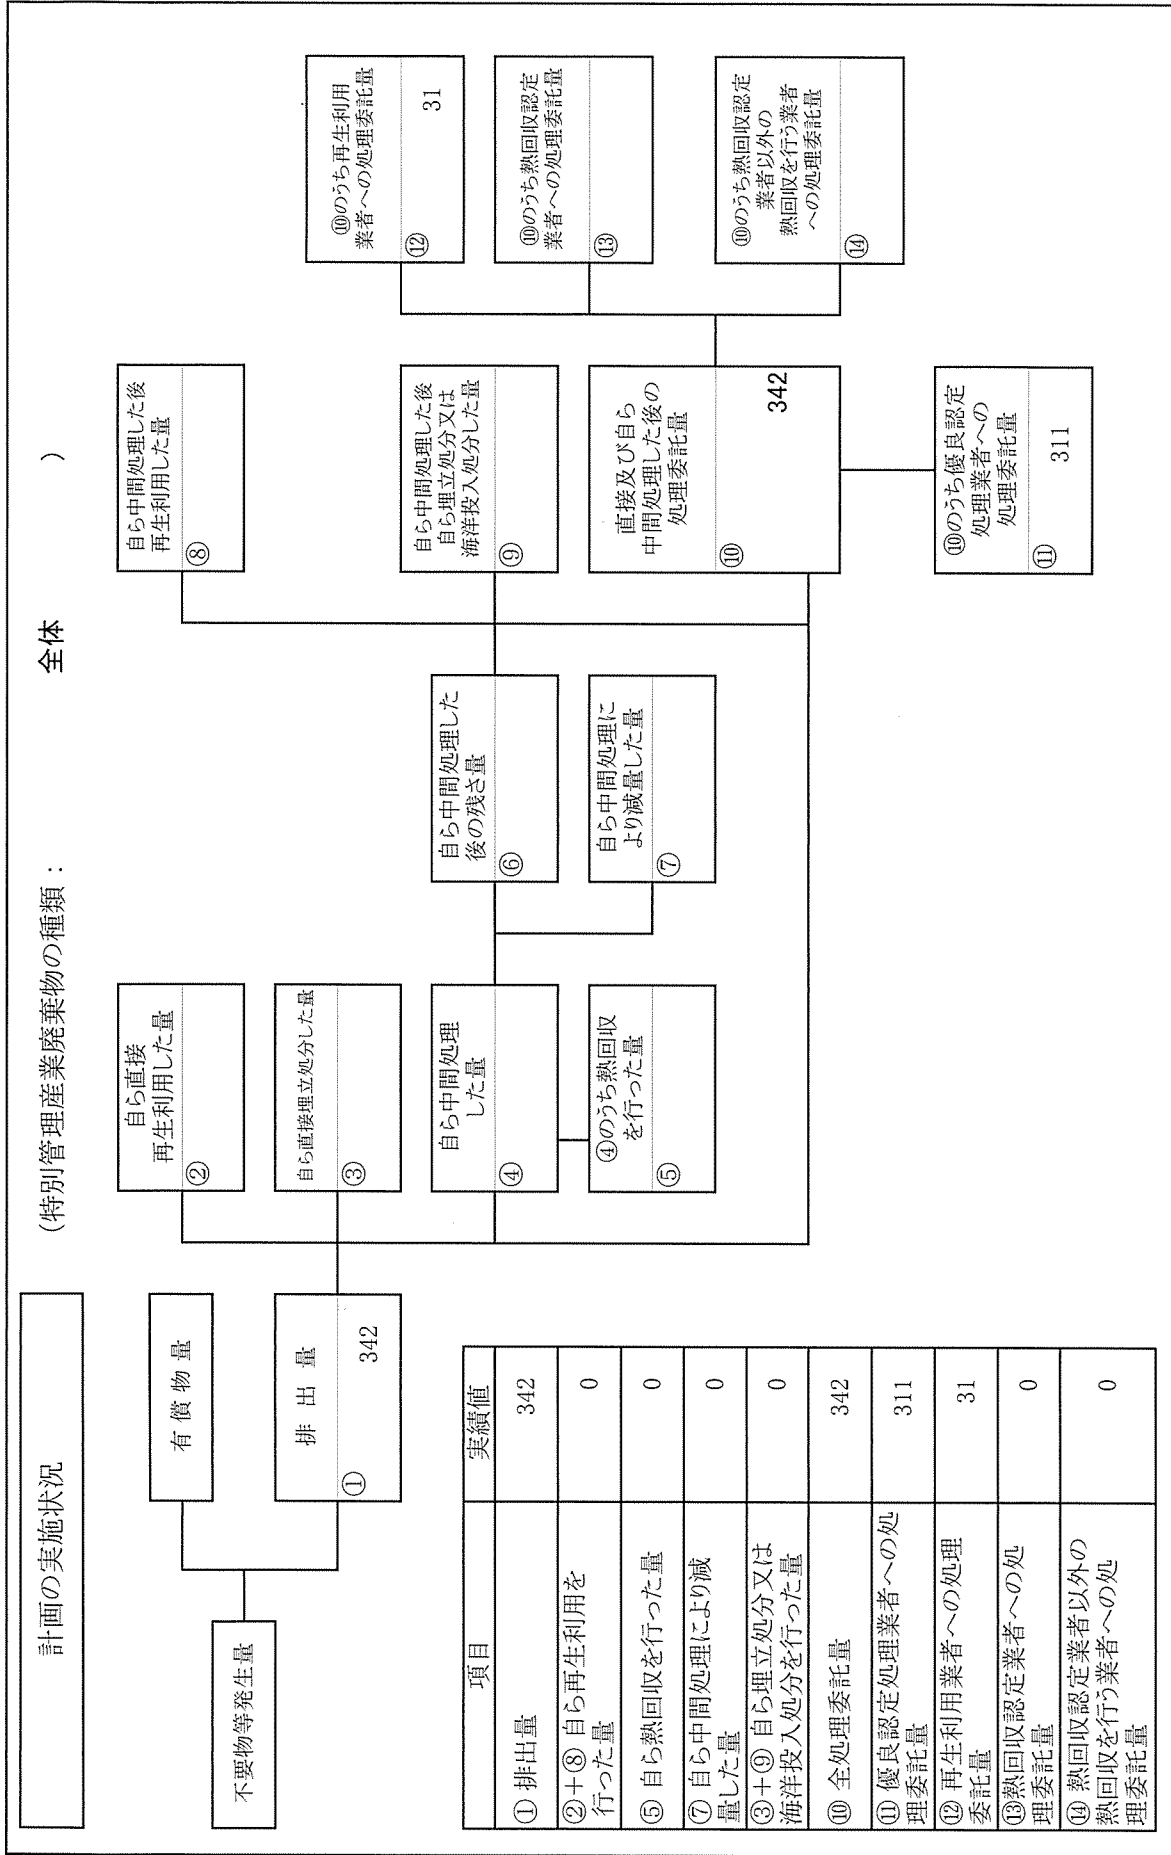 計画の実施状況
(特別管理産業廃棄物の種類： 全体 )
不要物等発生量
有 償 物 量
排 出 量
①
342
自ら直接
再生利用した量
②
自ら直接埋立処分した量
③
自ら中間処理
した量
④
④のうち熱回収
を行った量
⑤
自ら中間処理した
後の残さ量
⑥
自ら中間処理に
より減量した量
⑦
自ら中間処理した後
再生利用した量
⑧
自ら中間処理した後
自ら埋立処分又は
海洋投入処分した量
⑨
直接及び自ら
中間処理した後の
処理委託量
⑩
342
⑩のうち優良認定
処理業者への
処理委託量
⑪
311
⑩のうち再生利用
業者への処理委託量
⑫
31
⑩のうち熱回収認定
業者への処理委託量
⑬
⑩のうち熱回収認定
業者以外の
熱回収を行う業者
への処理委託量
⑭
項目 実績値
① 排出量 342
②＋⑧ 自ら再生利用を
行った量 0
⑤ 自ら熱回収を行った量 0
⑦ 自ら中間処理により減
量した量 0
③＋⑨ 自ら埋立処分又は
海洋投入処分を行った量 0
⑩ 全処理委託量 342
⑪ 優良認定処理業者への処
理委託量 311
⑫ 再生利用業者への処理
委託量 31
⑬熱回収認定業者への処
理委託量 0
⑭ 熱回収認定業者以外の
熱回収を行う業者への処
理委託量 0